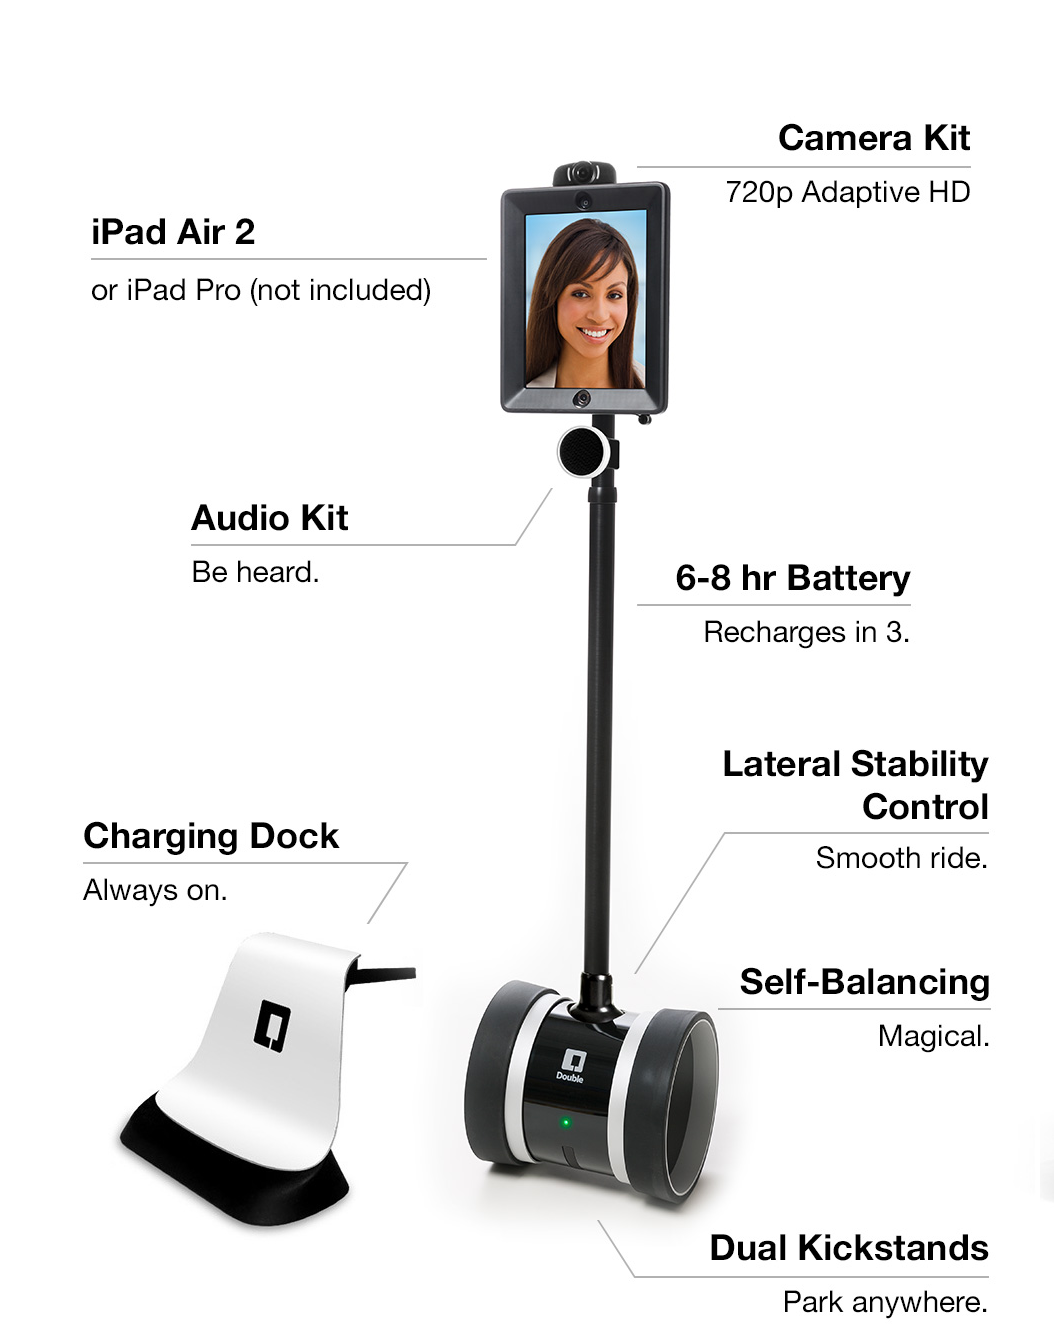 Camera Kit
720p Adaptive HD
iPad Air 2
or iPad Pro (not included)
Audio Kit
Be heard.
6-8 hr Battery
Recharges in 3.
Lateral Stability
Control
Smooth ride.
Charging Dock
Always on.
Self-Balancing
Magical.
Double
Dual Kickstands
Park anywhere.